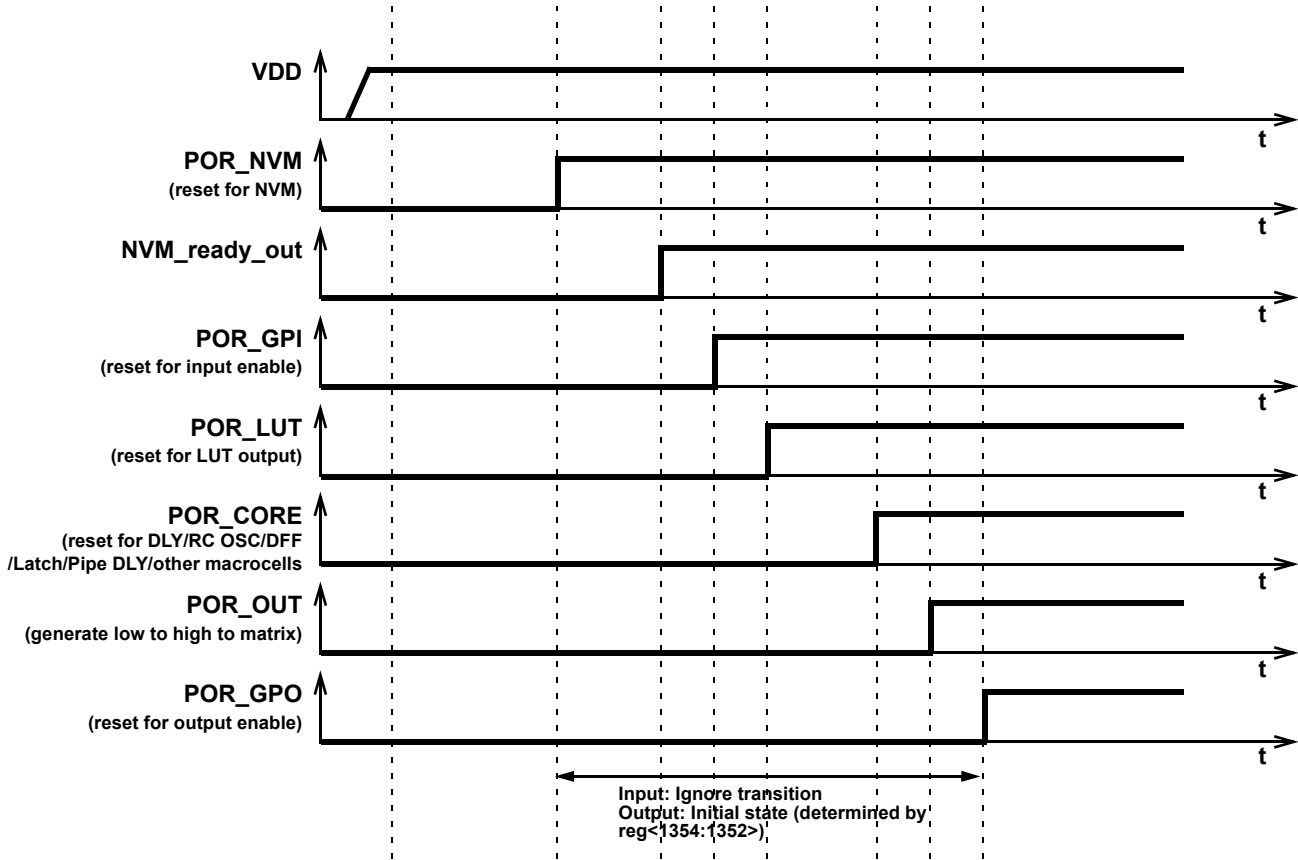 VDD
t
POR_NVM
(reset for NVM)
t
NVM_ready_out
t
POR_GPI
(reset for input enable)
t
POR_LUT
(reset for LUT output)
t
POR_CORE
(reset for DLY/RC OSC/DFF
/Latch/Pipe DLY/other macrocells
t
POR_OUT
(generate low to high to matrix)
t
POR_GPO
(reset for output enable)
t
Input: Ignore transition
Output: Initial state (determined by
reg<1354:1352>)